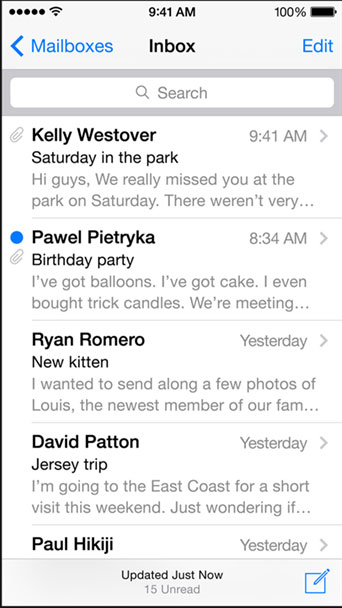 9:41 AM 100%
Mailboxes Inbox Edit
Search
Kelly Westover 9:41 AM
Saturday in the park
Hi guys, We really missed you at the
park on Saturday. There weren’t very…
Pawel Pietryka 8:34 AM
Birthday party
I’ve got balloons. I’ve got cake. I even
bought trick candles. We’re meeting…
Ryan Romero Yesterday
New kitten
I wanted to send along a few photos of
Louis, the newest member of our fam…
David Patton Yesterday
Jersey trip
I’m going to the East Coast for a short
visit this weekend. Just wondering if…
Paul Hikiji Yesterday
Updated Just Now
15 Unread